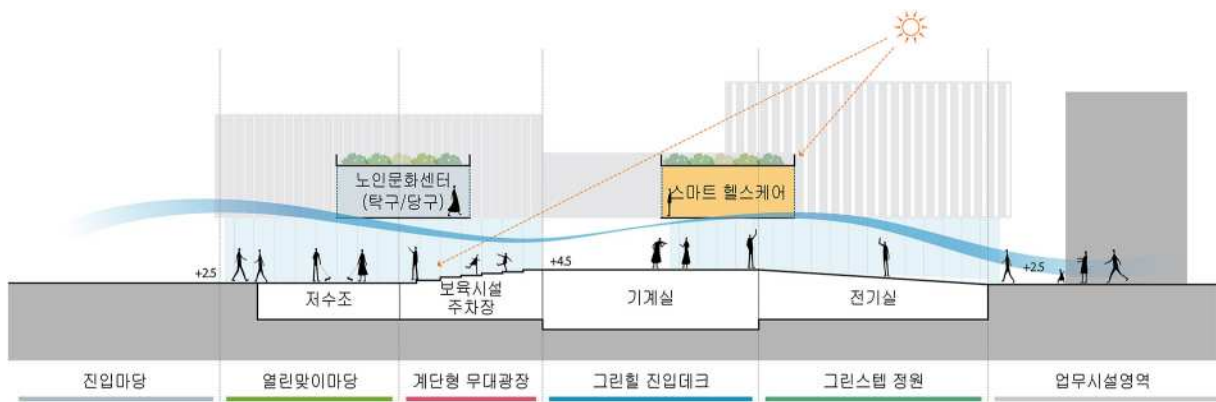 노인문화센터
(탁구/당구)
스마트 헬스케어
+2.5
+4.5
+2.5
저수조
보육시설
주차장
기계실
전기실
진입마당
열린맞이마당
계단형 무대광장
그린힐 진입데크
그린스텝 정원
업무시설영역